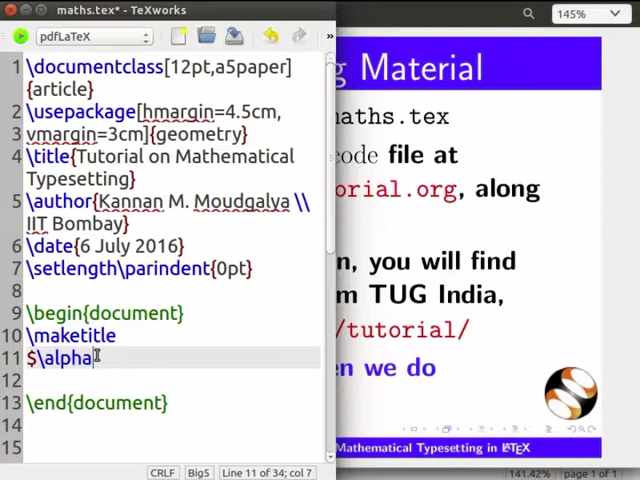 maths.tex* - TeXworks
145%
pdfLaTeX
»
1 \documentclass[12pt,a5paper]
{article}
2 \usepackage[hmargin=4.5cm,
3 vmargin=3cm]{geometry}
4 \title{Tutorial on Mathematical
Typesetting}
5 \author{Kannan M. Moudgalya \\
IIT Bombay}
6 \date{6 July 2016}
7 \setlength\parindent{0pt}
8
9 \begin{document}
10 \maketitle
11 $\alpha
12
13 \end{document}
14
15
CRLF Big5 Line 11 of 34; col 7
g Material
maths.tex
code file at
torial.org, along
n, you will find
m TUG India,
/tutorial/
en we do
Mathematical Typesetting in LATEX
141.42% page 1 of 1